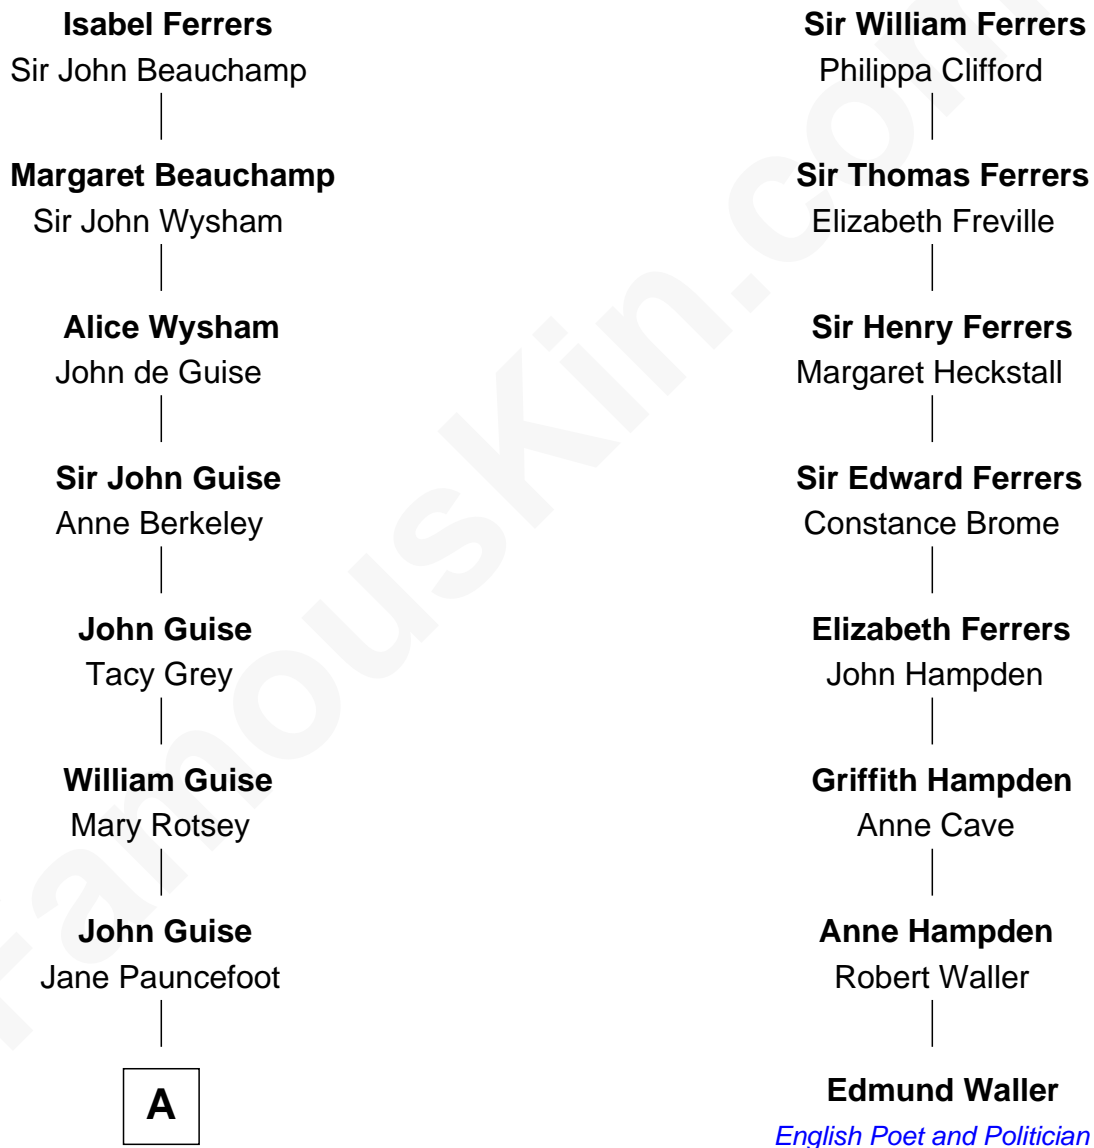 Isabel Ferrers
Sir John Beauchamp
Margaret Beauchamp
Sir John Wysham
Alice Wysham
John de Guise
Sir John Guise
Anne Berkeley
John Guise
Tacy Grey
William Guise
Mary Rotsey
John Guise
Jane Pauncefoot
A
Sir William Ferrers
Philippa Clifford
Sir Thomas Ferrers
Elizabeth Freville
Sir Henry Ferrers
Margaret Heckstall
Sir Edward Ferrers
Constance Brome
Elizabeth Ferrers
John Hampden
Griffith Hampden
Anne Cave
Anne Hampden
Robert Waller
Edmund Waller
English Poet and Politician
FamousKin.com